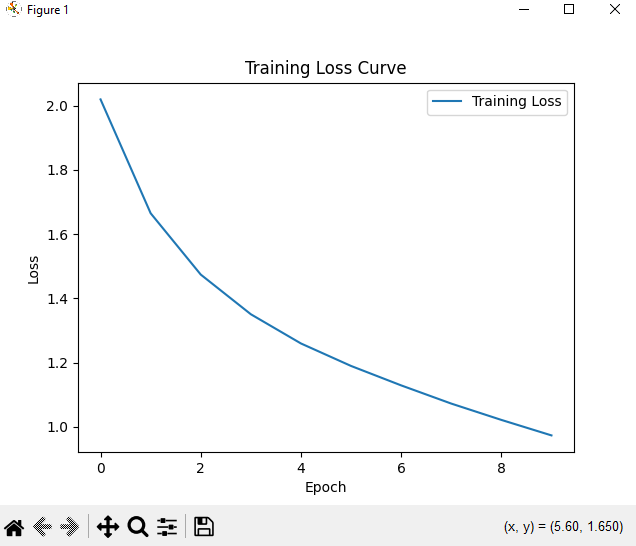 Figure 1
Training Loss Curve
Training Loss
2.0
1.8
1.6
1.4
1.2
1.0
Loss
0 2 4 6 8
Epoch
(x, y) = (5.60, 1.650)